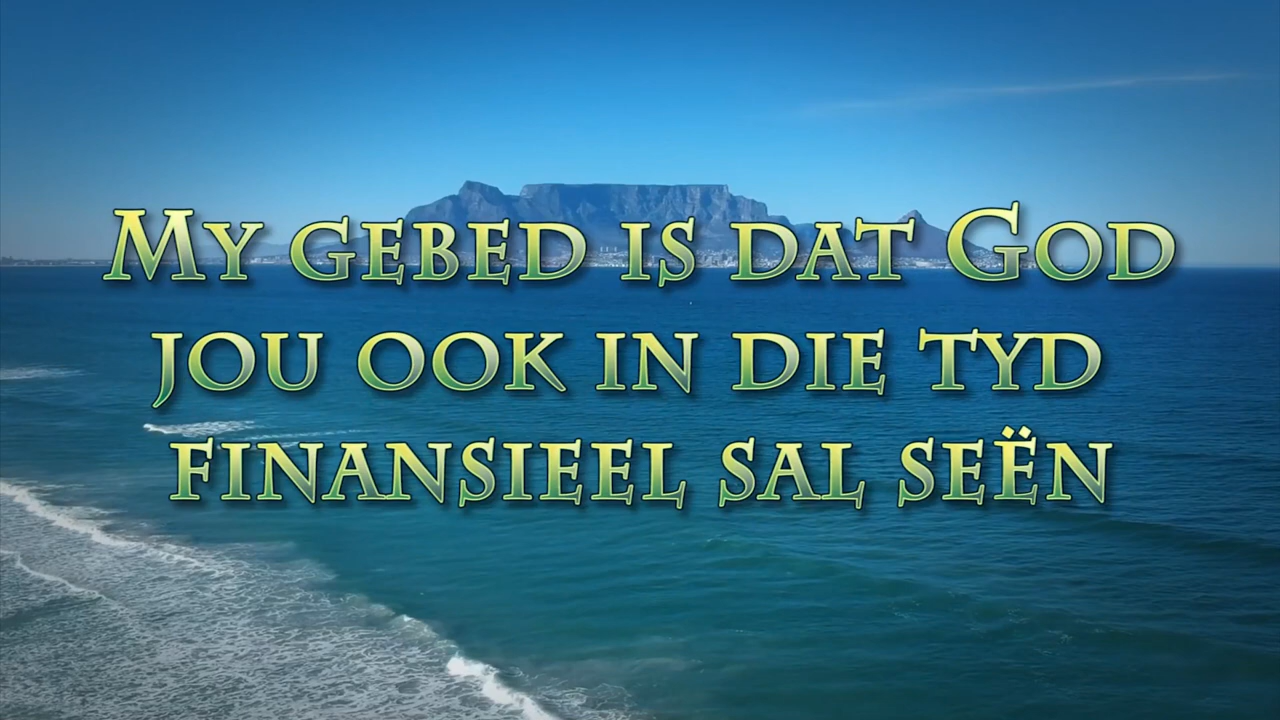 My gebed is dat God
jou ook in die tyd
finansieel sal seën